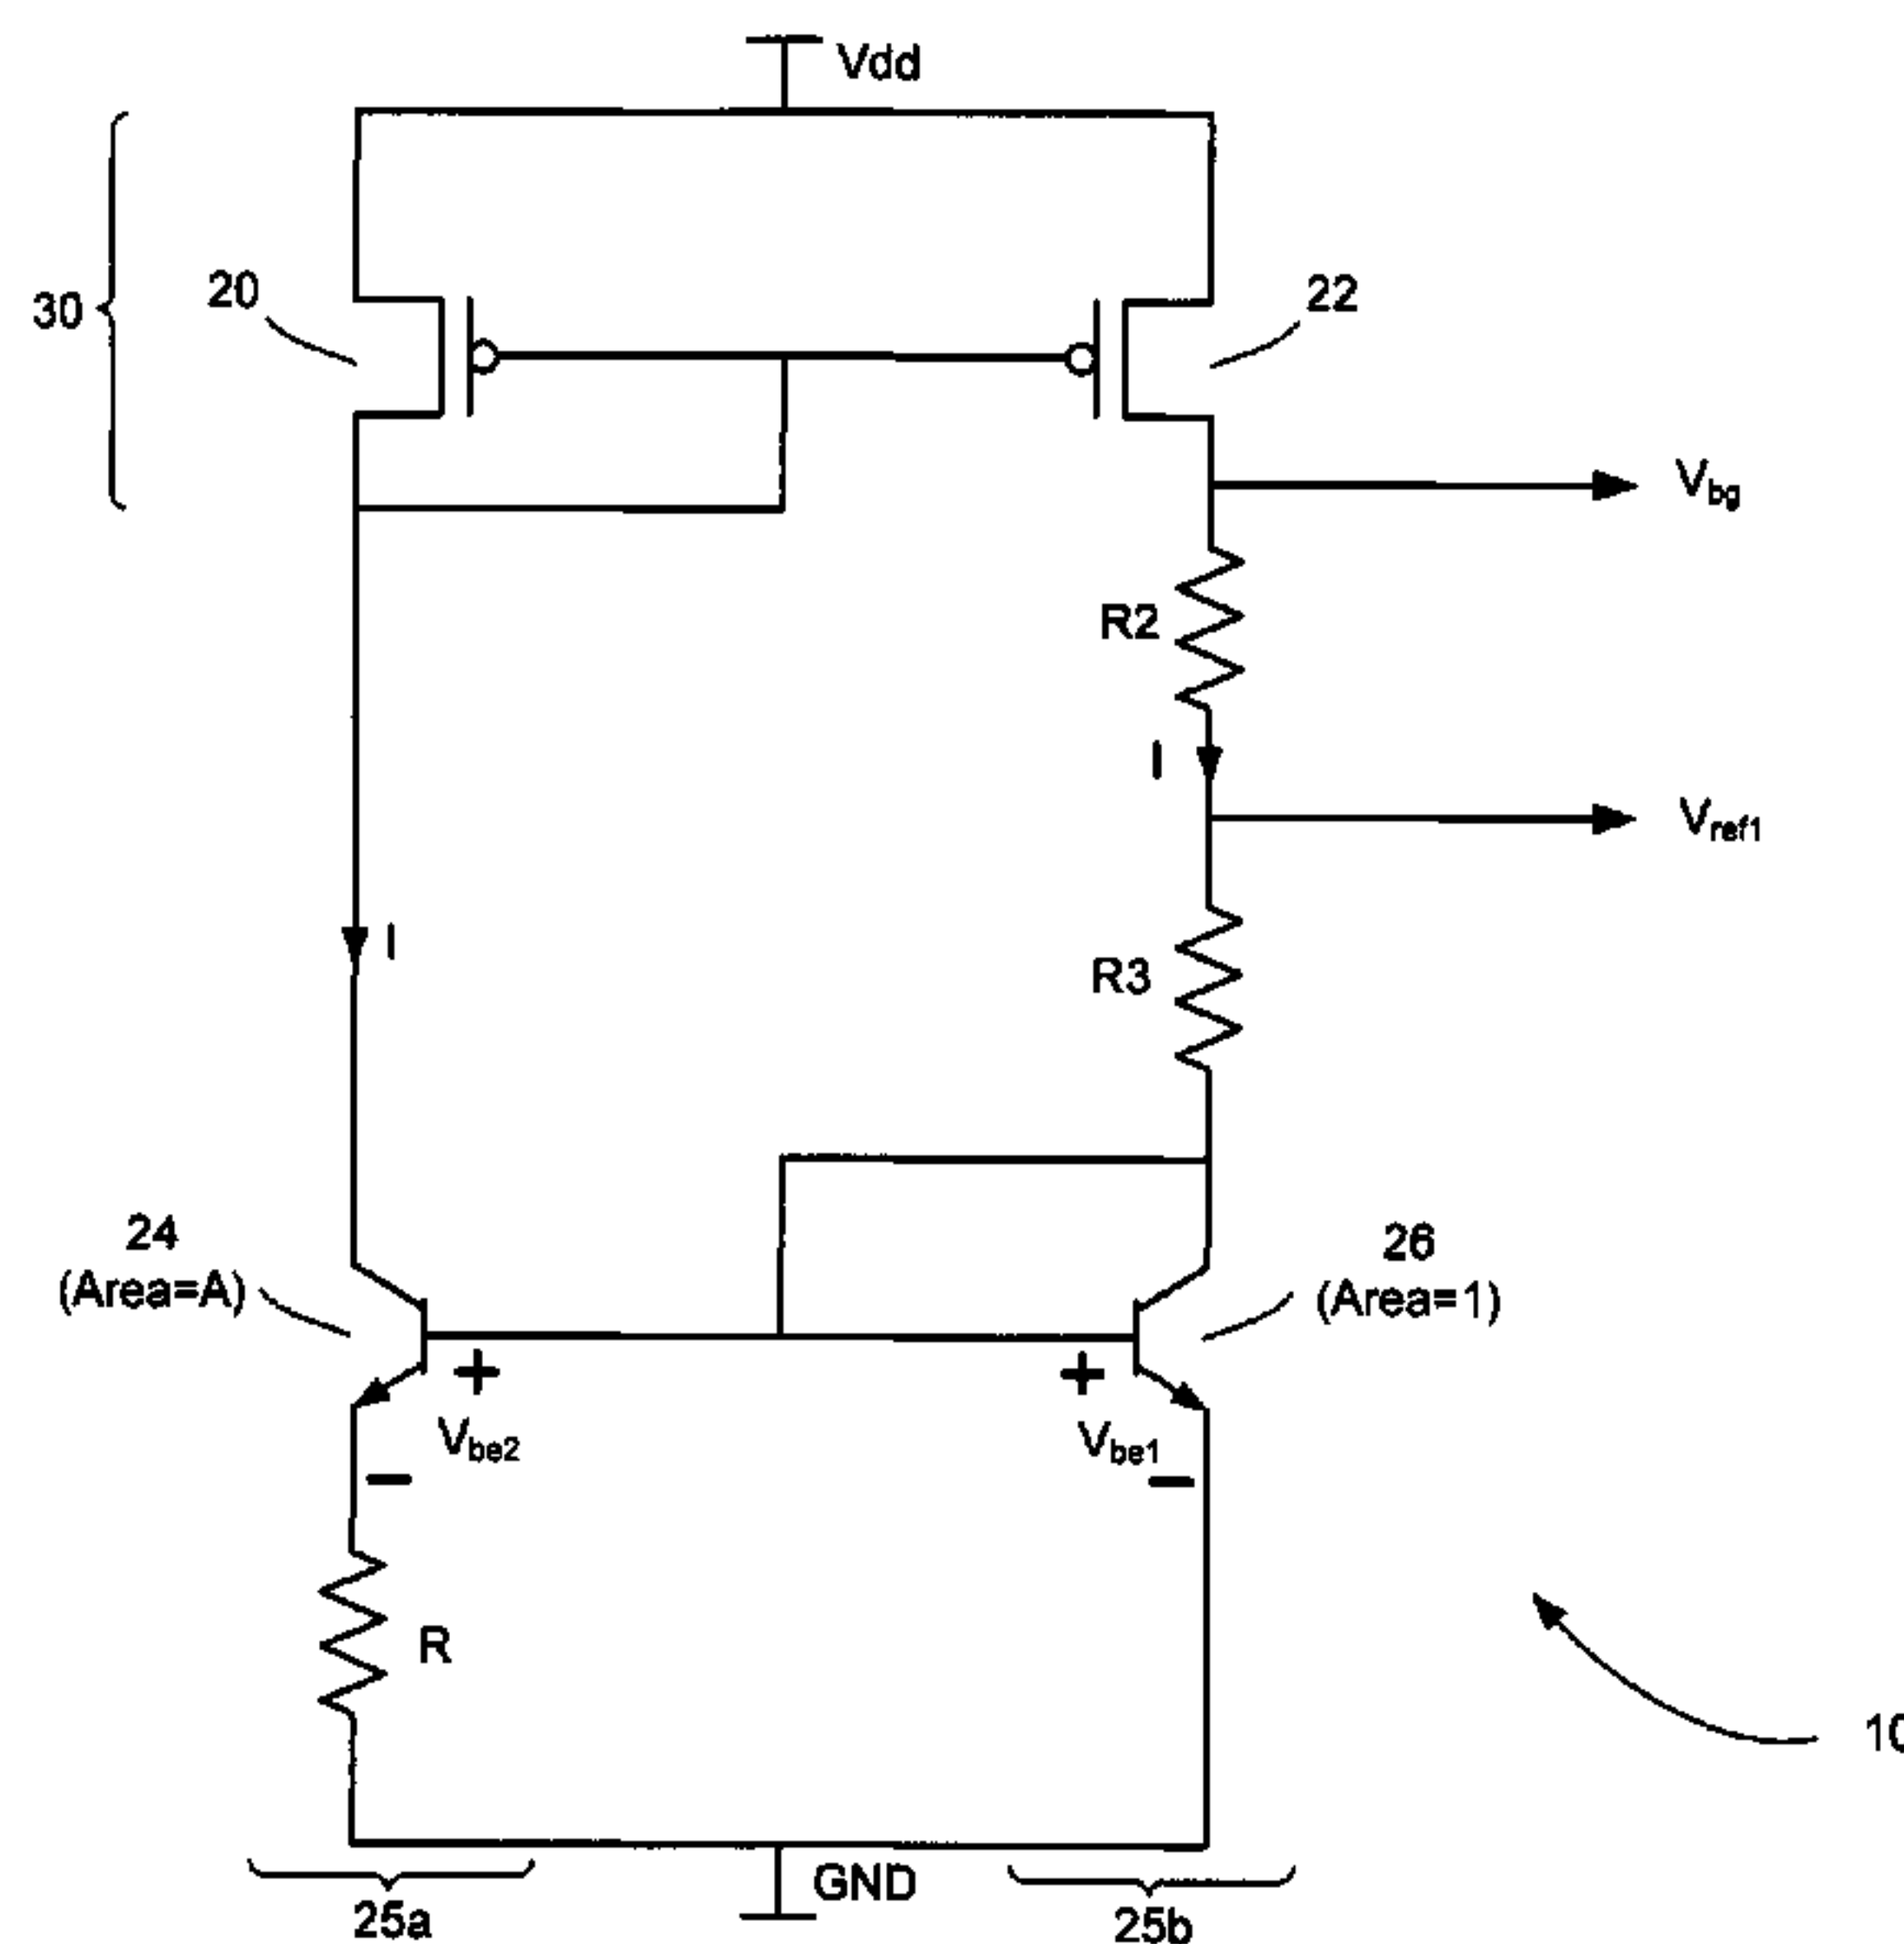 Vdd
30
20
22
Vbg
R2
I
Vref1
I
R3
24
(Area=A)
26
(Area=1)
+
Vbe2
−
+
Vbe1
−
R
10
GND
25a
25b